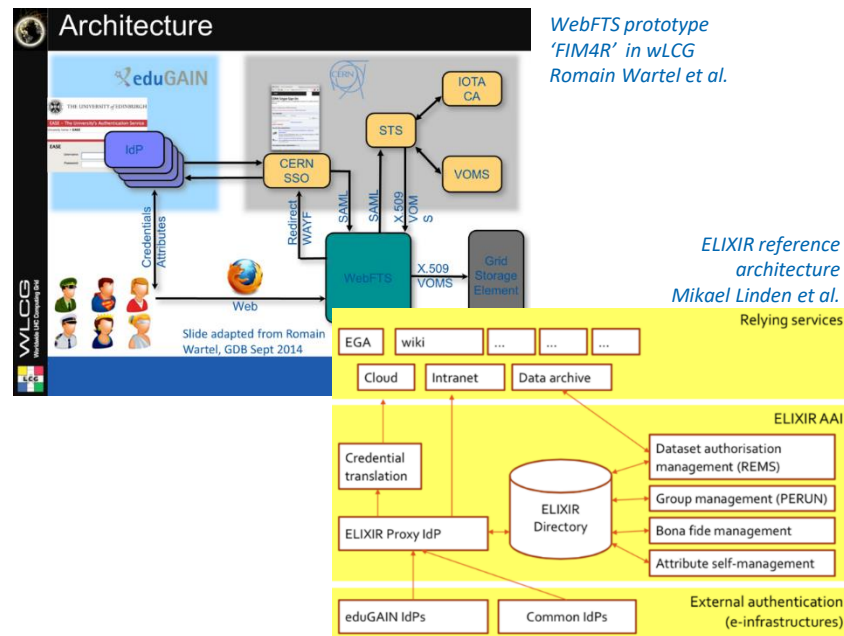 Architecture
WebFTS prototype
‘FIM4R’ in wLCG
Romain Wartel et al.
eduGAIN
CERN
THE UNIVERSITY of EDINBURGH
EASE
IdP
CERN
SSO
STS
IOTA
CA
VOMS
Credentials
Attributes
Redirect
WAYF
SAML
SAML
X.509
VOM
S
WebFTS
X.509
VOMS
Grid
Storage
Element
Web
Slide adapted from Romain
Wartel, GDB Sept 2014
WLCG
Worldwide LHC Computing Grid
LCG
ELIXIR reference
architecture
Mikael Linden et al.
Relying services
EGA
wiki
...
...
...
Cloud
Intranet
Data archive
ELIXIR AAI
Credential
translation
ELIXIR Proxy IdP
ELIXIR
Directory
Dataset authorisation
management (REMS)
Group management (PERUN)
Bona fide management
Attribute self-management
External authentication
(e-infrastructures)
eduGAIN IdPs
Common IdPs